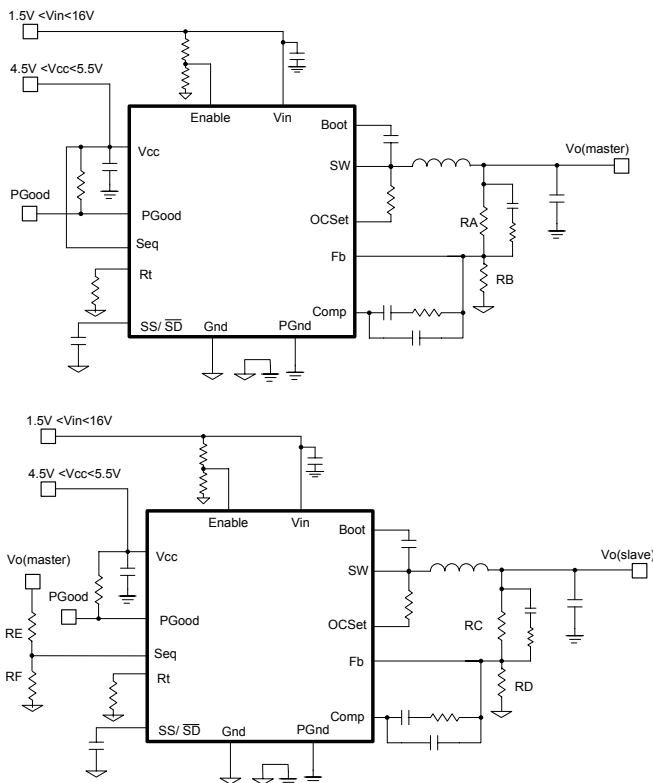 1.5V <Vin<16V
4.5V <Vcc<5.5V
Enable Vin
Boot
Vcc
SW
Vo(master)
PGood
PGood
OCSet
RA
Seq
Fb
Rt
RB
Comp
SS/ SD Gnd PGnd
1.5V <Vin<16V
4.5V <Vcc<5.5V
Enable Vin
Boot
Vo(master)
Vcc
SW
Vo(slave)
PGood
PGood
OCSet
RC
RE
Seq
Fb
RF
Rt
RD
Comp
SS/ SD Gnd PGnd